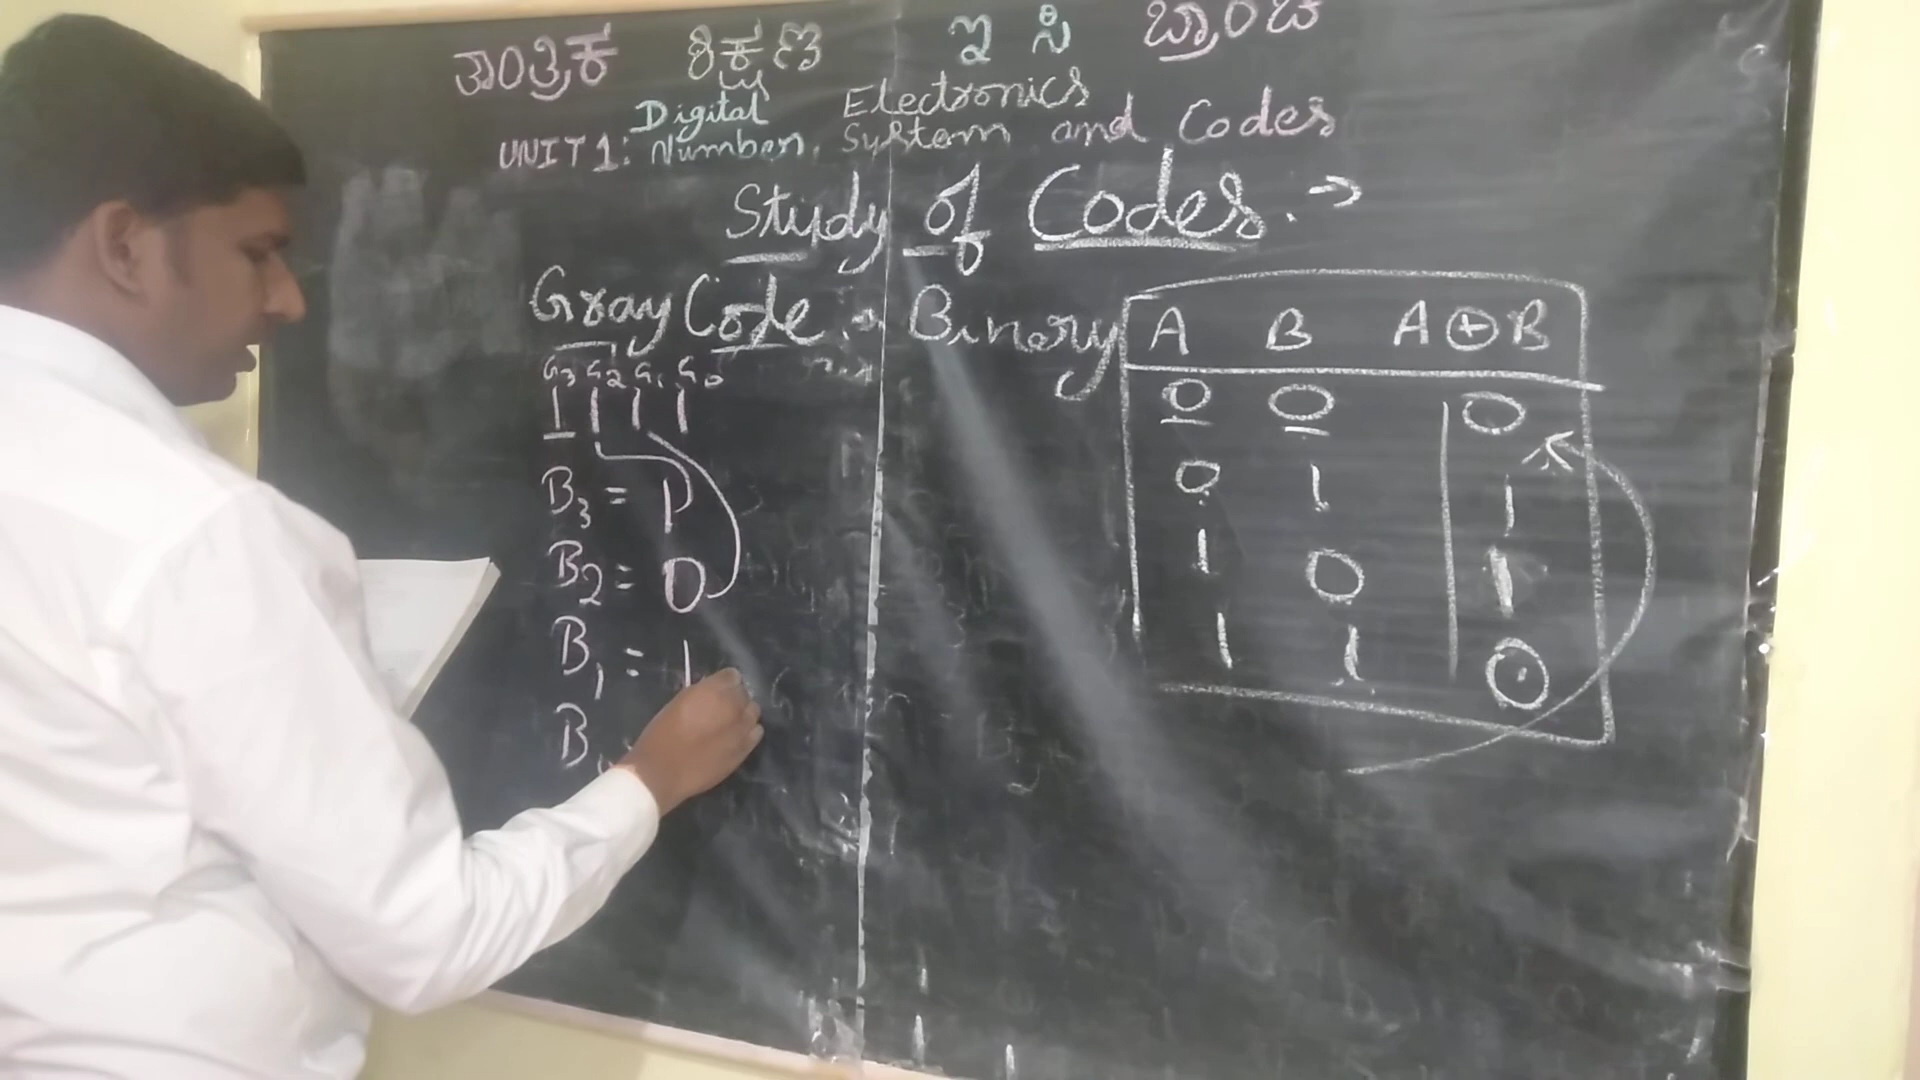 ತಾಂತ್ರಿಕ ಶಿಕ್ಷಣ ಇ ಸಿ ಬ್ರಾಂಚ
Digital Electronics
UNIT 1: Number System and Codes
Study of Codes. →
Gray Code → Binary
G3 G2 G1 G0
1 1 1 1
B3 = 1
B2 = 0
B1 = 1
B
A B A ⊕ B
0 0 0
0 1 1
1 0 1
1 1 0